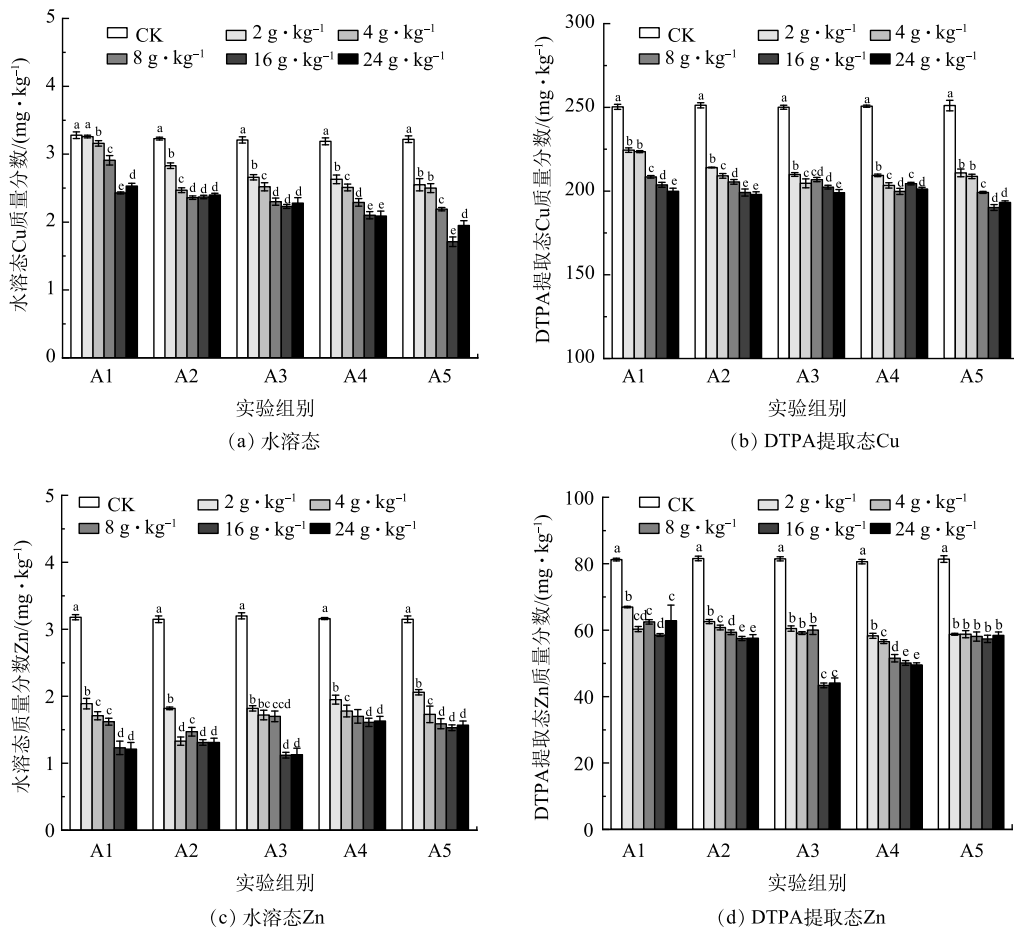 5
4
3
2
1
0
水溶态Cu质量分数/(mg·kg⁻¹)
CK 2 g·kg⁻¹ 4 g·kg⁻¹
8 g·kg⁻¹ 16 g·kg⁻¹ 24 g·kg⁻¹
a a b c e d
a b c d d d
a b c d d d
a b c d e e
a b b c e d
A1 A2 A3 A4 A5
实验组别
(a) 水溶态
300
250
200
150
100
DTPA提取态Cu质量分数/(mg·kg⁻¹)
CK 2 g·kg⁻¹ 4 g·kg⁻¹
8 g·kg⁻¹ 16 g·kg⁻¹ 24 g·kg⁻¹
a b b c d e
a b c d e e
a b c cd d e
a b c d c d
a b b c d d
A1 A2 A3 A4 A5
实验组别
(b) DTPA提取态Cu
5
4
3
2
1
0
水溶态质量分数Zn/(mg·kg⁻¹)
CK 2 g·kg⁻¹ 4 g·kg⁻¹
8 g·kg⁻¹ 16 g·kg⁻¹ 24 g·kg⁻¹
a b c c d d
a b d c d d
a b bc ccd d d
a b c c d d
a b c d d d
A1 A2 A3 A4 A5
实验组别
(c) 水溶态Zn
100
80
60
40
20
0
DTPA提取态Zn质量分数/(mg·kg⁻¹)
CK 2 g·kg⁻¹ 4 g·kg⁻¹
8 g·kg⁻¹ 16 g·kg⁻¹ 24 g·kg⁻¹
a b cd c d c
a b c d e e
a b b b c c
a b c d e e
a b b b b b
A1 A2 A3 A4 A5
实验组别
(d) DTPA提取态Zn